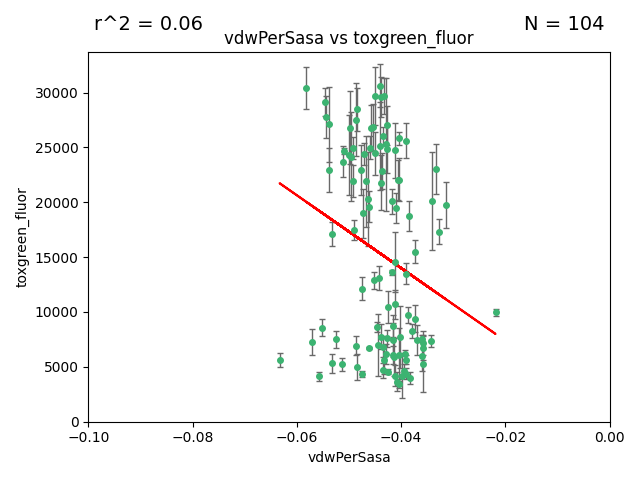 r^2 = 0.06
N = 104
vdwPerSasa vs toxgreen_fluor
toxgreen_fluor
30000
25000
20000
15000
10000
5000
0
−0.10
−0.08
−0.06
−0.04
−0.02
0.00
vdwPerSasa